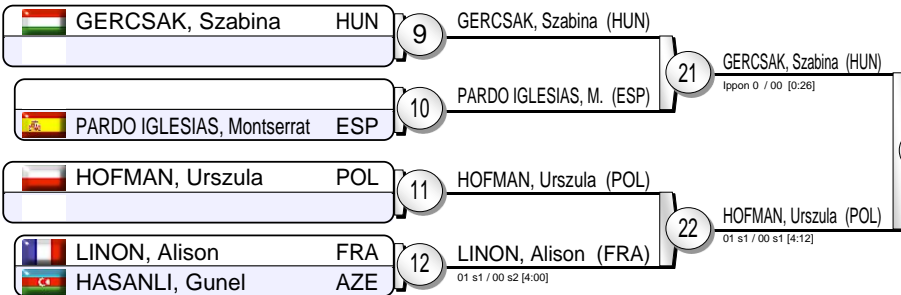 GERCSAK, Szabina HUN
9
GERCSAK, Szabina (HUN)
21
GERCSAK, Szabina (HUN)
Ippon 0 / 00 [0:26]
PARDO IGLESIAS, Montserrat ESP
10
PARDO IGLESIAS, M. (ESP)
HOFMAN, Urszula POL
11
HOFMAN, Urszula (POL)
22
HOFMAN, Urszula (POL)
01 s1 / 00 s1 [4:12]
LINON, Alison FRA
HASANLI, Gunel AZE
12
LINON, Alison (FRA)
01 s1 / 00 s2 [4:00]